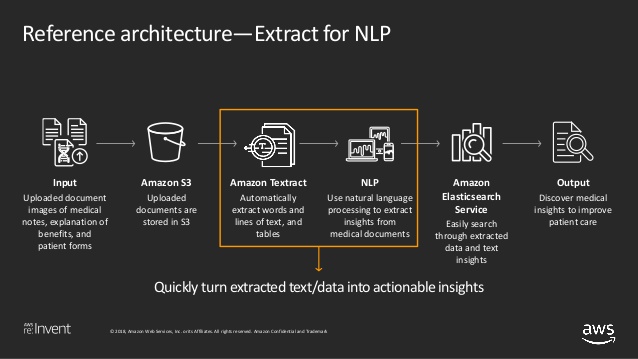 Reference architecture—Extract for NLP
Input
Uploaded document
images of medical
notes, explanation of
benefits, and
patient forms
Amazon S3
Uploaded
documents are
stored in S3
Amazon Textract
Automatically
extract words and
lines of text, and
tables
NLP
Use natural language
processing to extract
insights from
medical documents
Amazon
Elasticsearch
Service
Easily search
through extracted
data and text
insights
Output
Discover medical
insights to improve
patient care
Quickly turn extracted text/data into actionable insights
aws
re:Invent
© 2018, Amazon Web Services, Inc. or its Affiliates. All rights reserved. Amazon Confidential and Trademark
aws